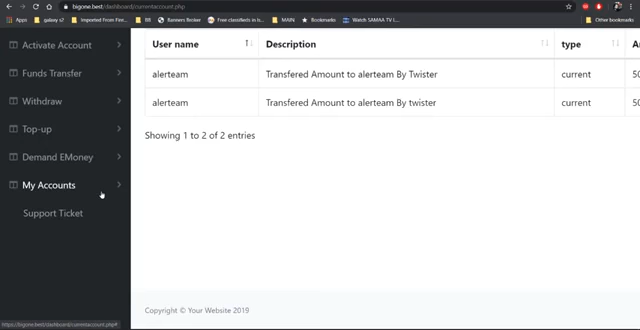 bigone.best/dashboard/currentaccount.php
Apps galaxy s2 Imported From Fire... Banners Broker Free classifieds in Is... MAIN Bookmarks Watch SAMAA TV L... Other bookmarks
Activate Account
Funds Transfer
Withdraw
Top-up
Demand EMoney
My Accounts
Support Ticket
User name Description type
alerteam Transfered Amount to alerteam By Twister current 50
alerteam Transfered Amount to alerteam By twister current
Showing 1 to 2 of 2 entries
Copyright © Your Website 2019
https://bigone.best/dashboard/currentaccount.php#